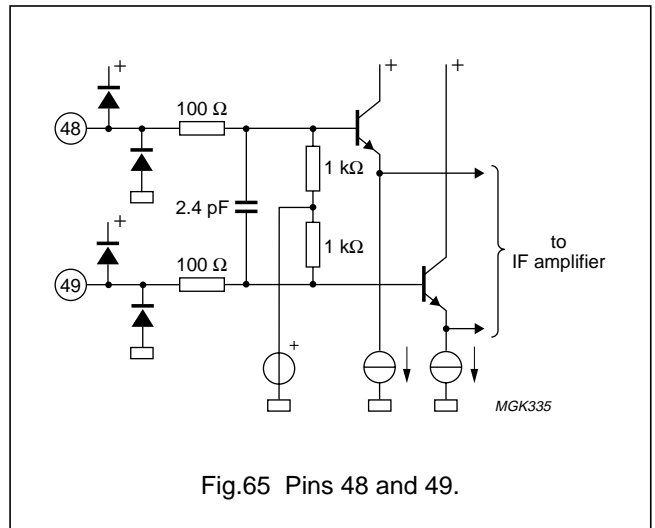 +
+ +
48
100 Ω
1 kΩ
2.4 pF
+
1 kΩ
to
IF amplifier
100 Ω
49
+
MGK335
Fig.65 Pins 48 and 49.